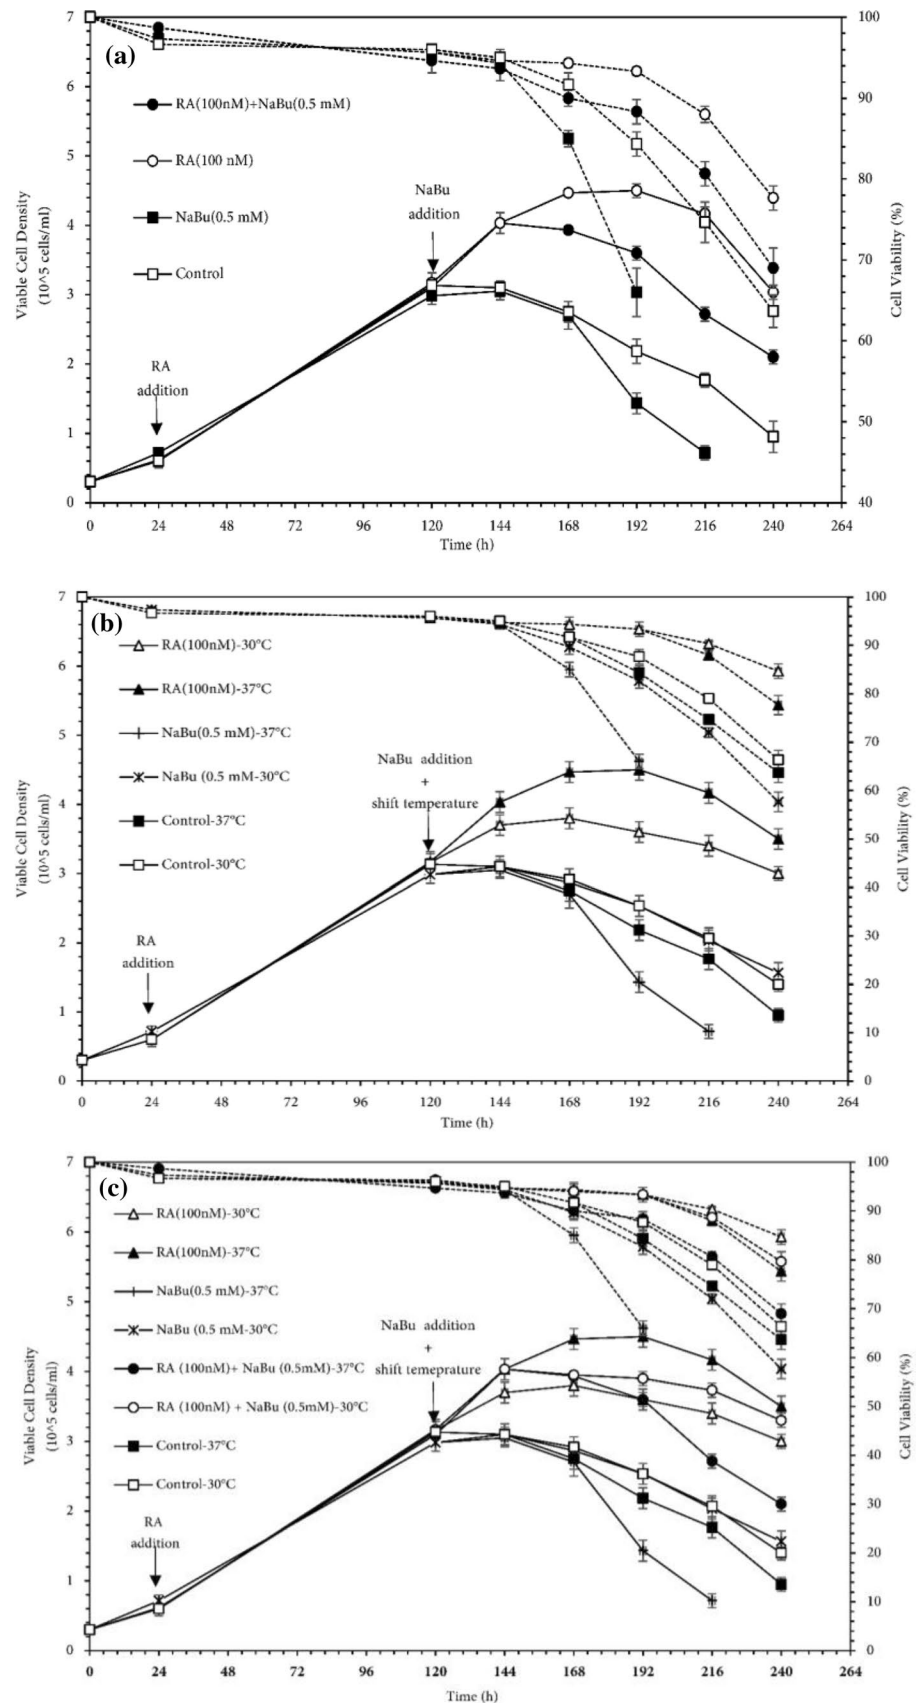 7
100
(a)
6
90
RA(100nM)+NaBu(0.5 mM)
5
RA(100 nM)
80
NaBu
addition
4
NaBu(0.5 mM)
70
Viable Cell Density
(10^5 cells/ml)
Cell Viability (%)
Control
3
60
2
RA
addition
50
1
0
40
0 24 48 72 96 120 144 168 192 216 240 264
Time (h)
7
100
(b)
90
RA(100nM)-30°C
6
80
RA(100nM)-37°C
5
NaBu(0.5 mM)-37°C
70
NaBu addition
+
shift temperature
NaBu (0.5 mM-30°C
60
4
Control-37°C
50
Viable Cell Density
(10^5 cells/ml)
Cell Viability (%)
Control-30°C
3
40
30
2
RA
addition
20
1
10
0
0
0 24 48 72 96 120 144 168 192 216 240 264
Time (h)
7
100
(c)
90
RA(100nM)-30°C
6
80
RA(100nM)-37°C
NaBu(0.5 mM)-37°C
5
70
NaBu (0.5 mM-30°C
NaBu addition
+
shift temeprature
60
RA (100nM)+ NaBu (0.5mM)-37°C
4
RA (100nM) + NaBu (0.5mM)-30°C
50
Viable Cell Density
(10^5 cells/ml)
Cell Viability (%)
Control-37°C
3
40
Control-30°C
30
2
RA
addition
20
1
10
0
0
0 24 48 72 96 120 144 168 192 216 240 264
Time (h)